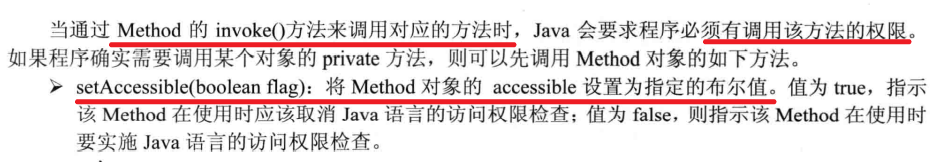 当通过 Method 的 invoke()方法来调用对应的方法时，Java 会要求程序必须有调用该方法的权限。
如果程序确实需要调用某个对象的 private 方法，则可以先调用 Method 对象的如下方法。
➢ setAccessible(boolean flag)：将 Method 对象的 accessible 设置为指定的布尔值。值为 true，指示
该 Method 在使用时应该取消 Java 语言的访问权限检查；值为 false，则指示该 Method 在使用时
要实施 Java 语言的访问权限检查。